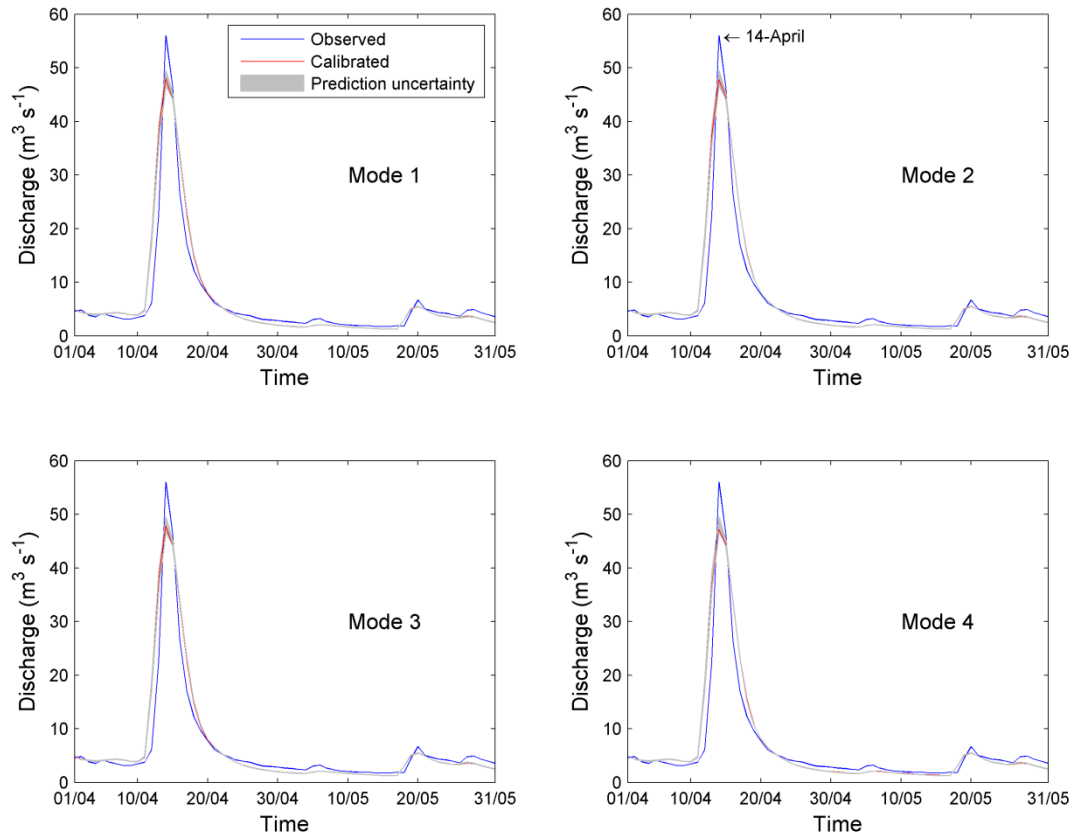 60
50
40
30
20
10
0
Discharge (m³ s⁻¹)
Observed
Calibrated
Prediction uncertainty
Mode 1
01/04 10/04 20/04 30/04 10/05 20/05 31/05
Time
60
50
40
30
20
10
0
Discharge (m³ s⁻¹)
← 14-April
Mode 2
01/04 10/04 20/04 30/04 10/05 20/05 31/05
Time
60
50
40
30
20
10
0
Discharge (m³ s⁻¹)
Mode 3
01/04 10/04 20/04 30/04 10/05 20/05 31/05
Time
60
50
40
30
20
10
0
Discharge (m³ s⁻¹)
Mode 4
01/04 10/04 20/04 30/04 10/05 20/05 31/05
Time